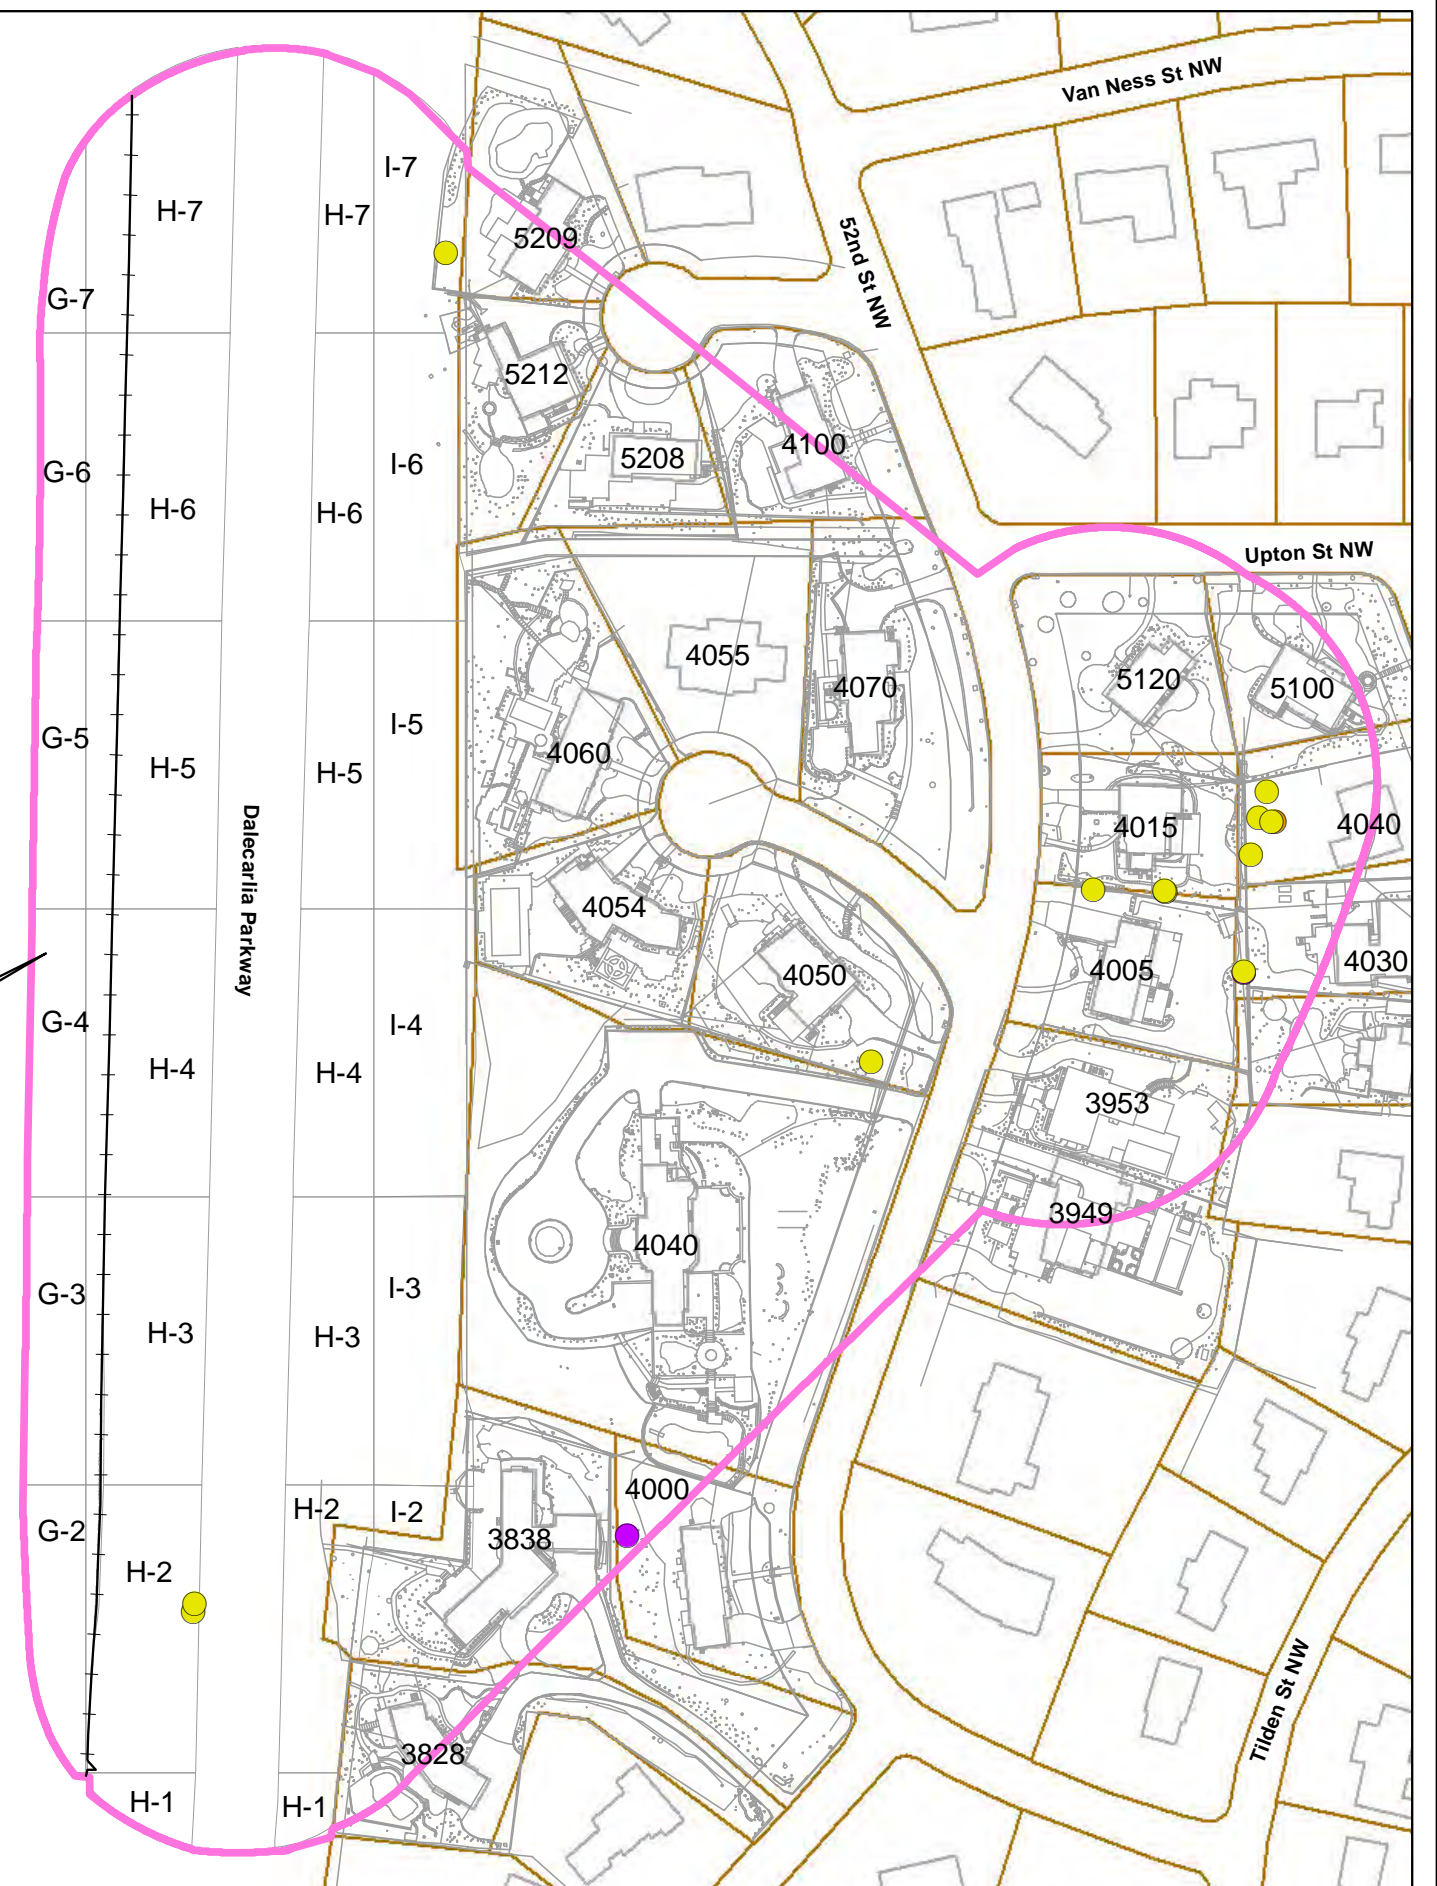 Van Ness St NW
I-7
H-7
H-7
52nd St NW
5209
G-7
5212
4100
5208
I-6
G-6
H-6
H-6
Upton St NW
4055
5120
4070
5100
I-5
G-5
4060
H-5
H-5
4015
4040
Dalecarlia Parkway
4054
4050
4005
4030
G-4
I-4
H-4
H-4
3953
3949
4040
I-3
G-3
H-3
H-3
4000
H-2
I-2
G-2
3838
H-2
Tilden St NW
3828
H-1
H-1